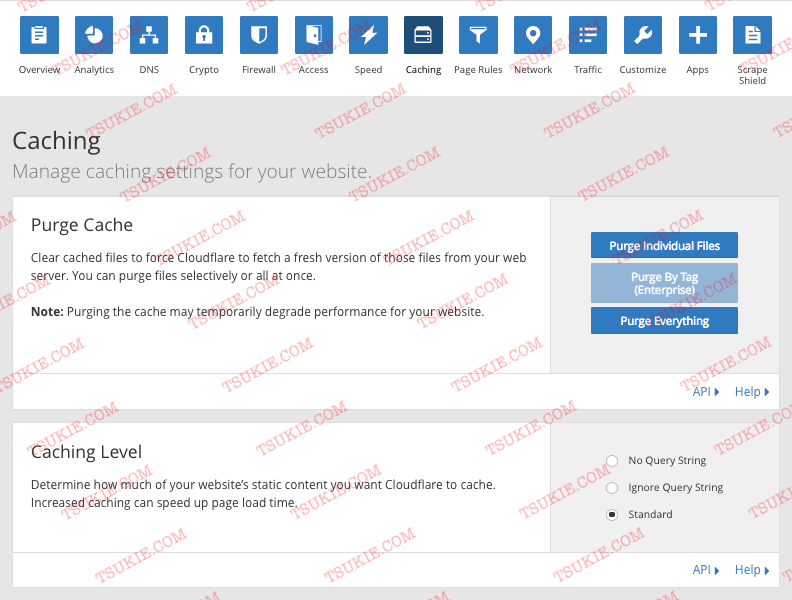 Overview Analytics DNS Crypto Firewall Access Speed Caching Page Rules Network Traffic Customize Apps Scrape Shield
Caching
Manage caching settings for your website.
Purge Cache
Clear cached files to force Cloudflare to fetch a fresh version of those files from your web
server. You can purge files selectively or all at once.
Note: Purging the cache may temporarily degrade performance for your website.
Purge Individual Files
Purge By Tag
(Enterprise)
Purge Everything
API Help
Caching Level
Determine how much of your website's static content you want Cloudflare to cache.
Increased caching can speed up page load time.
No Query String
Ignore Query String
Standard
API Help
TSUKIE.COM